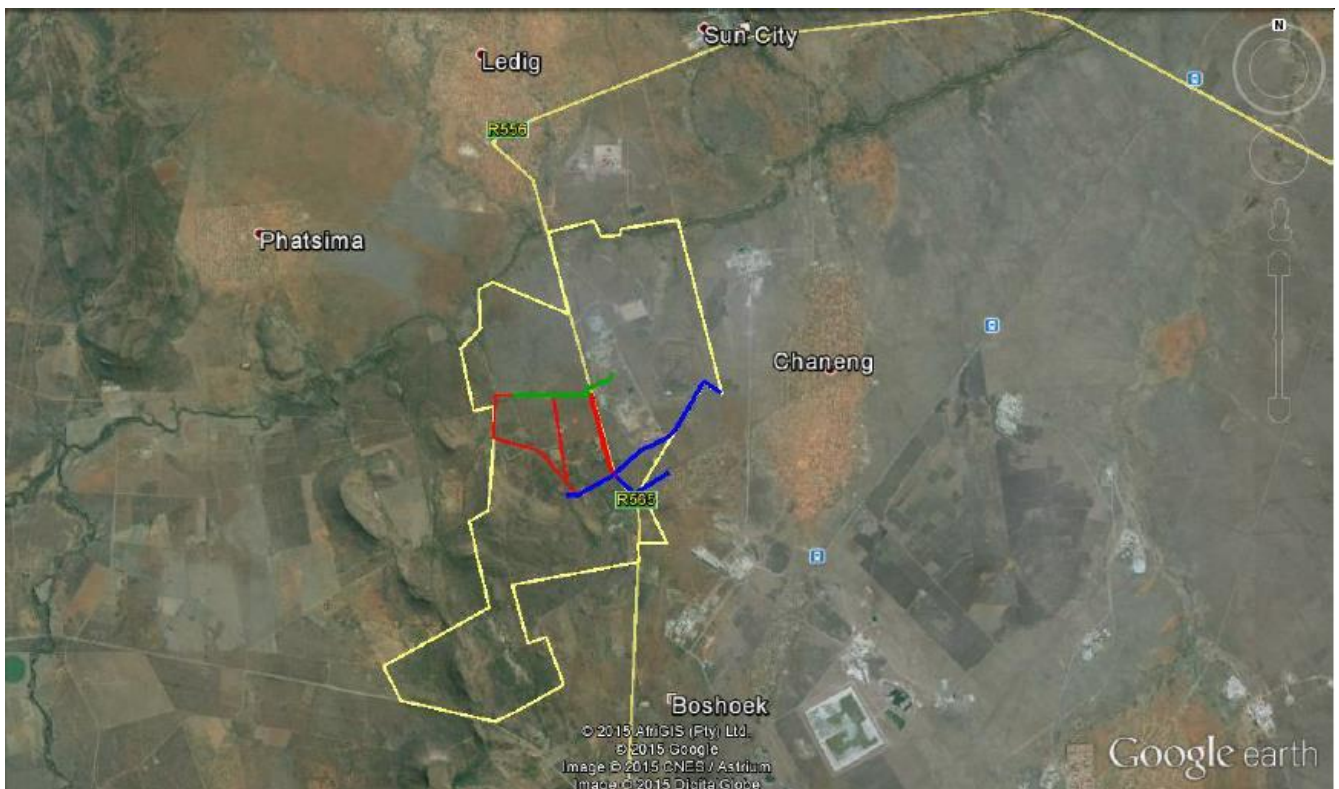 Sun City
N
Ledig
R556
Phatsima
Chaneng
R565
Boshoek
© 2015 AfriGIS (Pty) Ltd.
© 2015 Google
Image © 2015 CNES / Astrium
Image © 2015 DigitalGlobe
Google earth